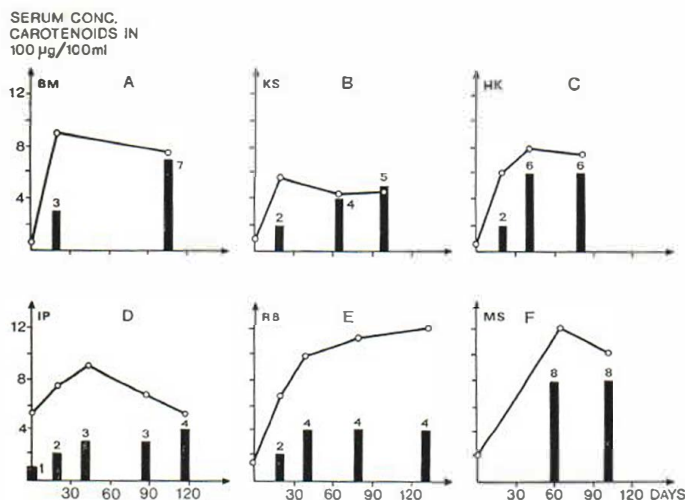 SERUM CONC.
CAROTENOIDS IN
100 µg/100ml
BM A
KS B
HK C
12
8
4
3
7
2
4
5
2
6
6
IP D
RB E
MS F
12
8
4
1
2
3
3
4
2
4
4
4
8
8
30 60 90 120
30 60 90 120
30 60 90 120 DAYS